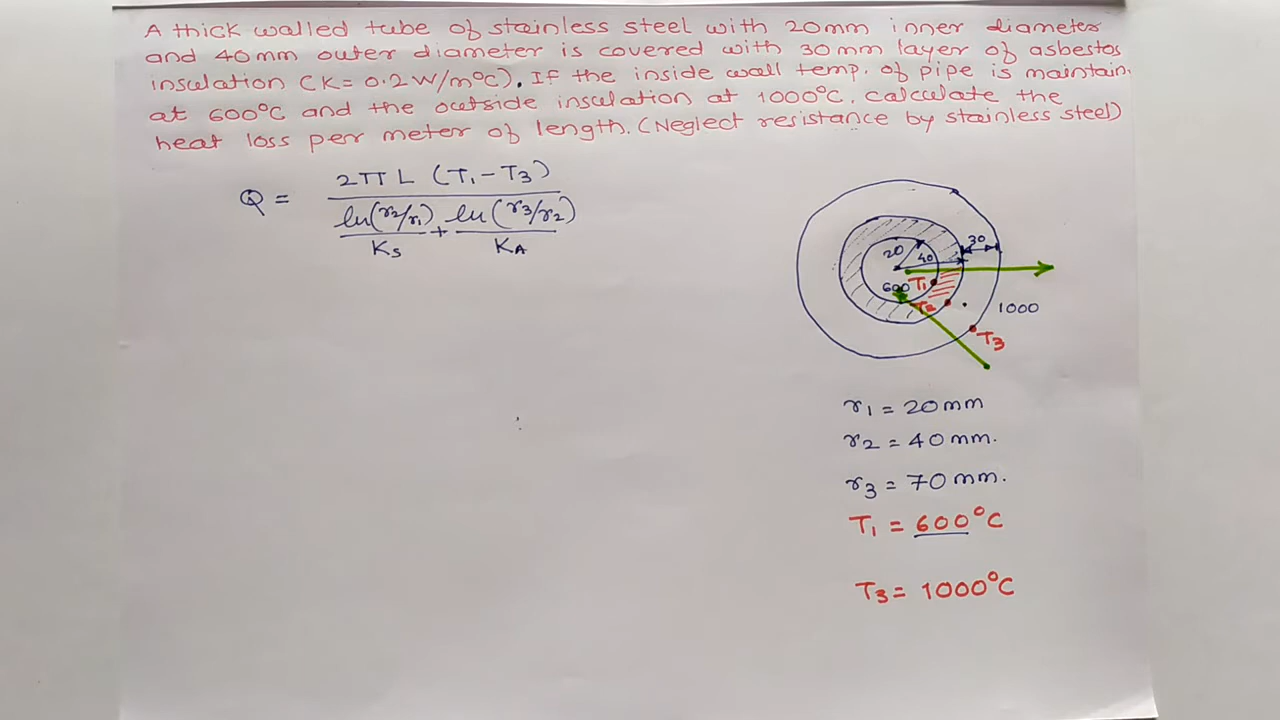 A thick walled tube of stainless steel with 20mm inner diameter
and 40mm outer diameter is covered with 30mm layer of asbestos
insulation (K= 0.2 W/m°C). If the inside wall temp. of pipe is maintain.
at 600°C and the outside insulation at 1000°C. calculate the
heat loss per meter of length. (Neglect resistance by stainless steel)
Q = 2π L (T₁ - T₃)
ln(r2/r₁) + ln(r3/r2)
Ks KA
20 40 30
600 T₁
T₂ 1000
T₃
r₁ = 20mm
r₂ = 40 mm.
r₃ = 70 mm.
T₁ = 600°C
T₃ = 1000°C